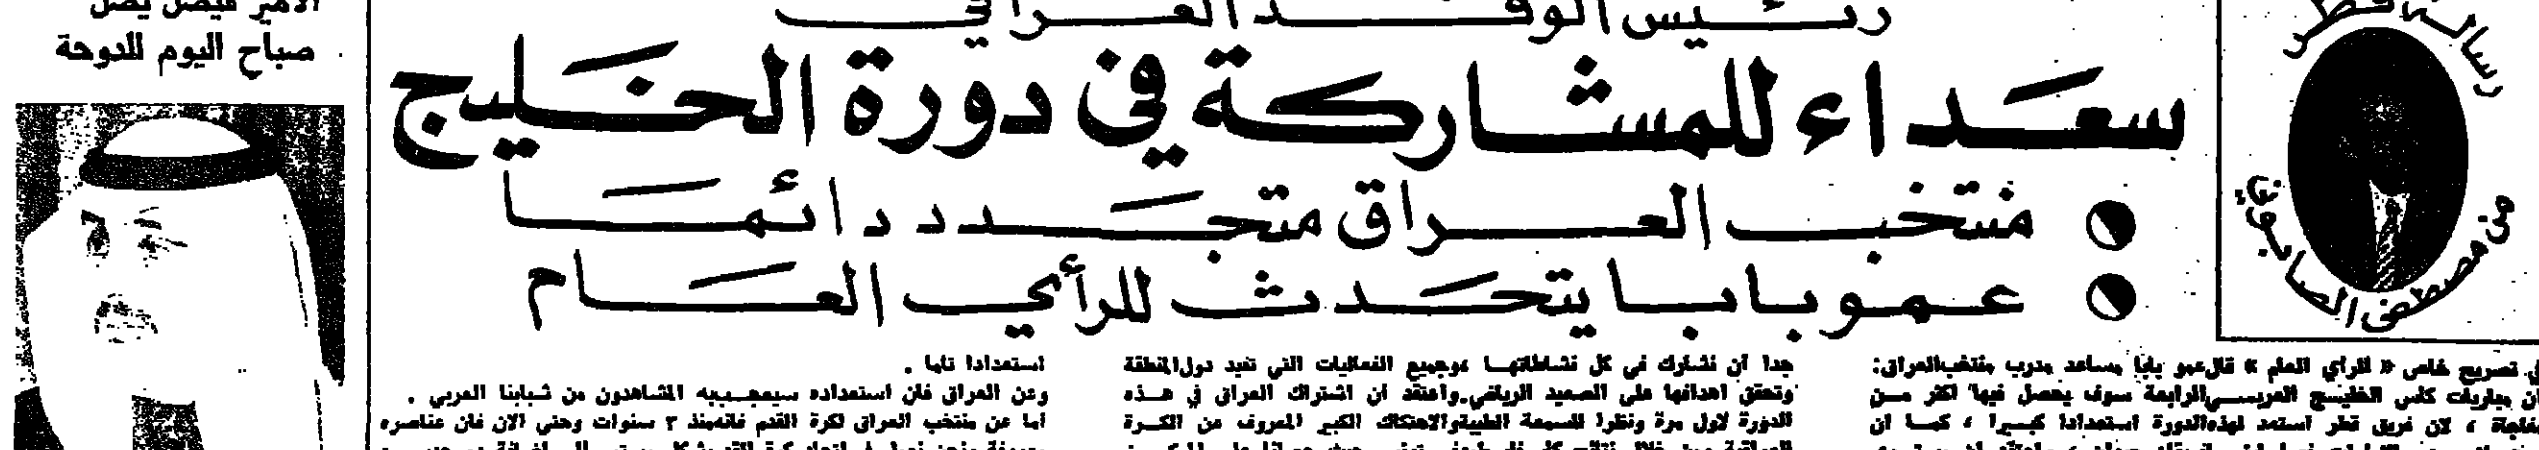 رسالة قطر
من مصطفى الصابوني
رئيس الوفد العراقي
سعداء للمشاركة في دورة الخليج
منتخب العراق متجدد دائما
عمو بابا يتحدث للرأي العام
في تصريح خاص « للرأي العام » قال عمو بابا مساعد مدرب منتخب العراق:
ان مباريات كأس الخليج العربي الرابعة سوف يحصل فيها اكثر من
مفاجأة ، لان فريق قطر استعد لهذه الدورة استعدادا كبيرا ، كما ان
جدا ان نشارك في كل نشاطاتها وجميع الفعاليات التي تفيد دول المنطقة
وتحقق اهدافها على الصعيد الرياضي. واعتقد ان اشتراك العراق في هذه
الدورة لاول مرة ونظرا للسمعة الطيبة والاحتكاك الكبير المعروف عن الكرة
استعدادا تاما .
وعن العراق فان استعداده سيعجب به المشاهدون من شبابنا العربي .
اما عن منتخب العراق لكرة القدم فانه منذ ٣ سنوات وحتى الان فان عناصره
الامير فيصل يصل
صباح اليوم للدوحة